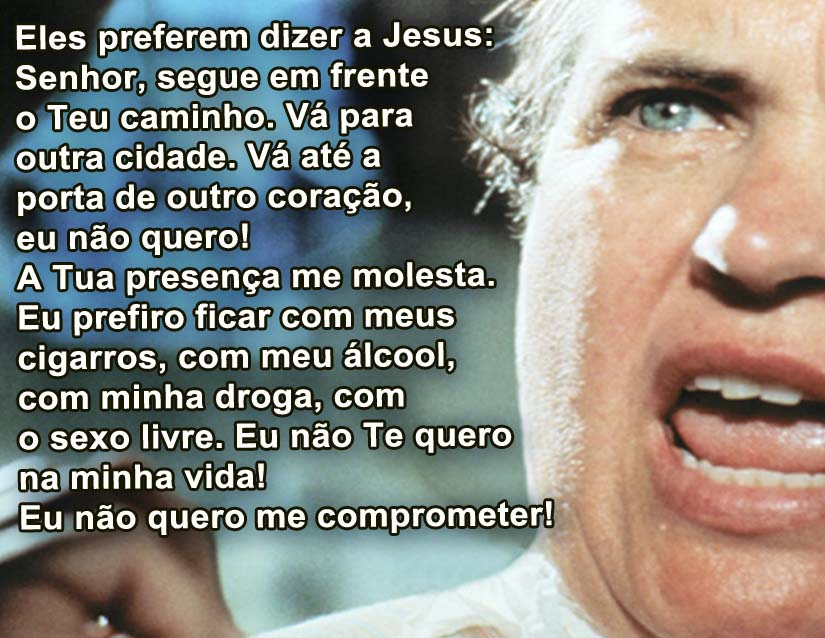 Eles preferem dizer a Jesus:
Senhor, segue em frente
o Teu caminho. Vá para
outra cidade. Vá até a
porta de outro coração,
eu não quero!
A Tua presença me molesta.
Eu prefiro ficar com meus
cigarros, com meu álcool,
com minha droga, com
o sexo livre. Eu não Te quero
na minha vida!
Eu não quero me comprometer!